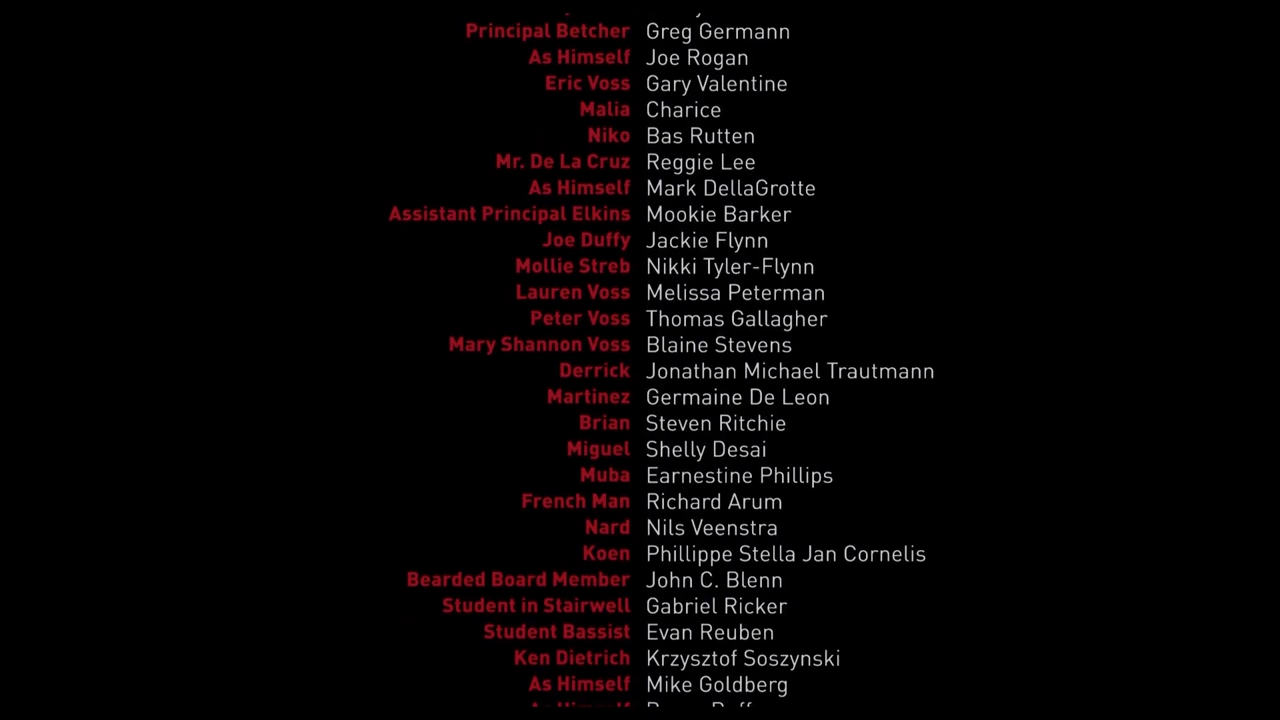 Principal Betcher Greg Germann
As Himself Joe Rogan
Eric Voss Gary Valentine
Malia Charice
Niko Bas Rutten
Mr. De La Cruz Reggie Lee
As Himself Mark DellaGrotte
Assistant Principal Elkins Mookie Barker
Joe Duffy Jackie Flynn
Mollie Streb Nikki Tyler-Flynn
Lauren Voss Melissa Peterman
Peter Voss Thomas Gallagher
Mary Shannon Voss Blaine Stevens
Derrick Jonathan Michael Trautmann
Martinez Germaine De Leon
Brian Steven Ritchie
Miguel Shelly Desai
Muba Earnestine Phillips
French Man Richard Arum
Nard Nils Veenstra
Koen Phillippe Stella Jan Cornelis
Bearded Board Member John C. Blenn
Student in Stairwell Gabriel Ricker
Student Bassist Evan Reuben
Ken Dietrich Krzysztof Soszynski
As Himself Mike Goldberg
As Himself